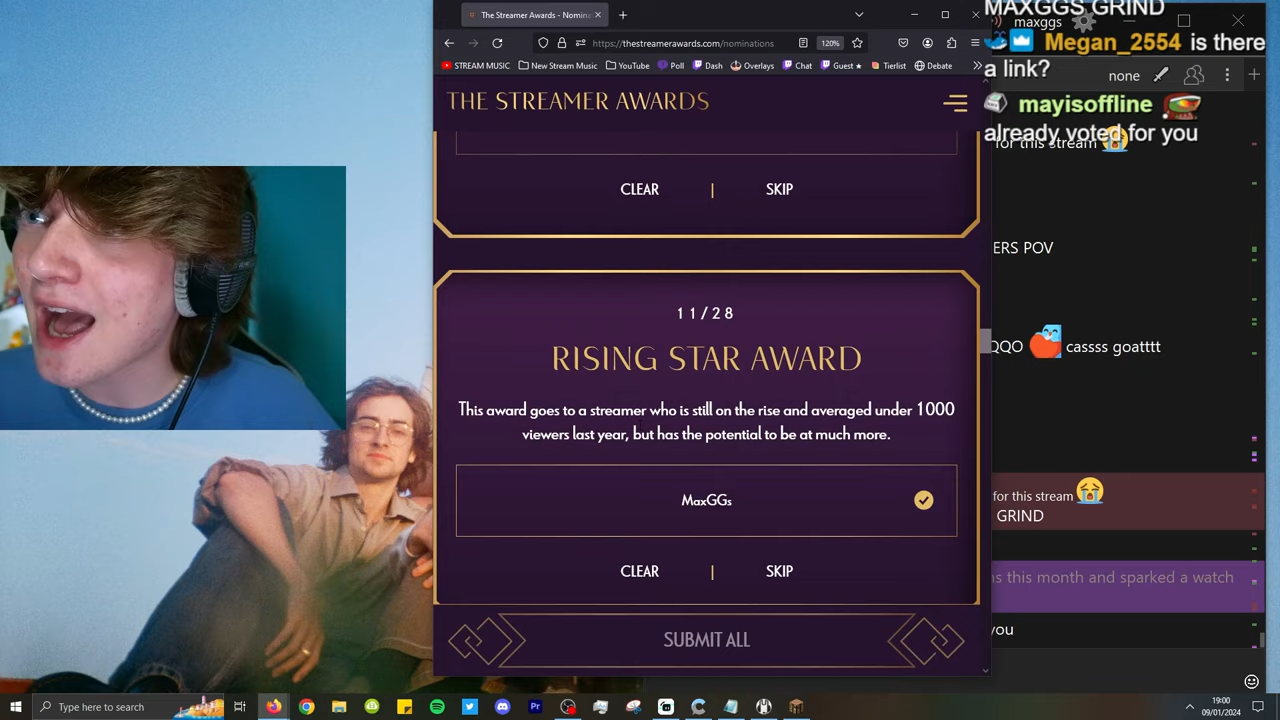 The Streamer Awards - Nomina
MAXGGS GRIND
maxggs
Megan_2554 is there
a link?
https://thestreamerawards.com/nominations
120%
STREAM MUSIC
New Stream Music
YouTube
Poll
Dash
Overlays
Chat
Guest ★
Tierlist
Debate
none
THE STREAMER AWARDS
mayisoffline
already voted for you
for this stream
CLEAR | SKIP
ERS POV
11/28
RISING STAR AWARD
cassss goatttt
This award goes to a streamer who is still on the rise and averaged under 1000
viewers last year, but has the potential to be at much more.
MaxGGs
for this stream
GRIND
CLEAR | SKIP
s this month and sparked a watch
you
SUBMIT ALL
Type here to search
19:00
09/01/2024